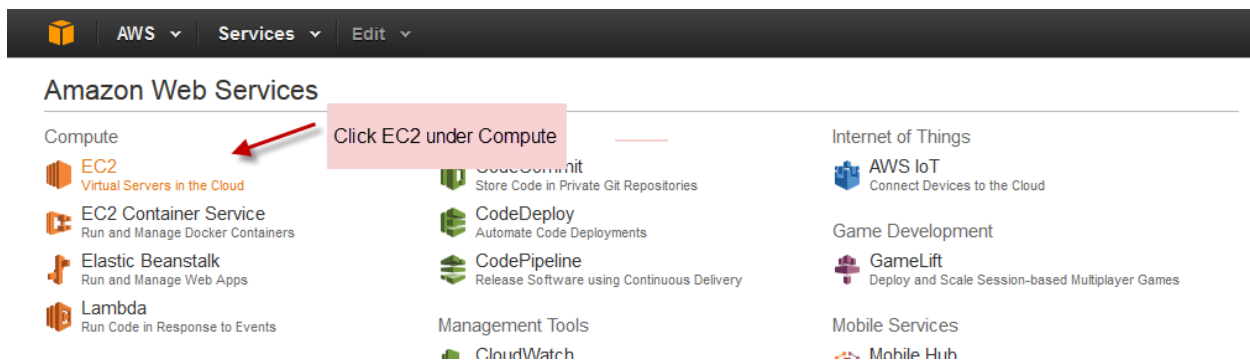 AWS Services Edit
Amazon Web Services
Click EC2 under Compute
Compute
EC2
Virtual Servers in the Cloud
EC2 Container Service
Run and Manage Docker Containers
Elastic Beanstalk
Run and Manage Web Apps
Lambda
Run Code in Response to Events
CodeCommit
Store Code in Private Git Repositories
CodeDeploy
Automate Code Deployments
CodePipeline
Release Software using Continuous Delivery
Management Tools
CloudWatch
Internet of Things
AWS IoT
Connect Devices to the Cloud
Game Development
GameLift
Deploy and Scale Session-based Multiplayer Games
Mobile Services
Mobile Hub